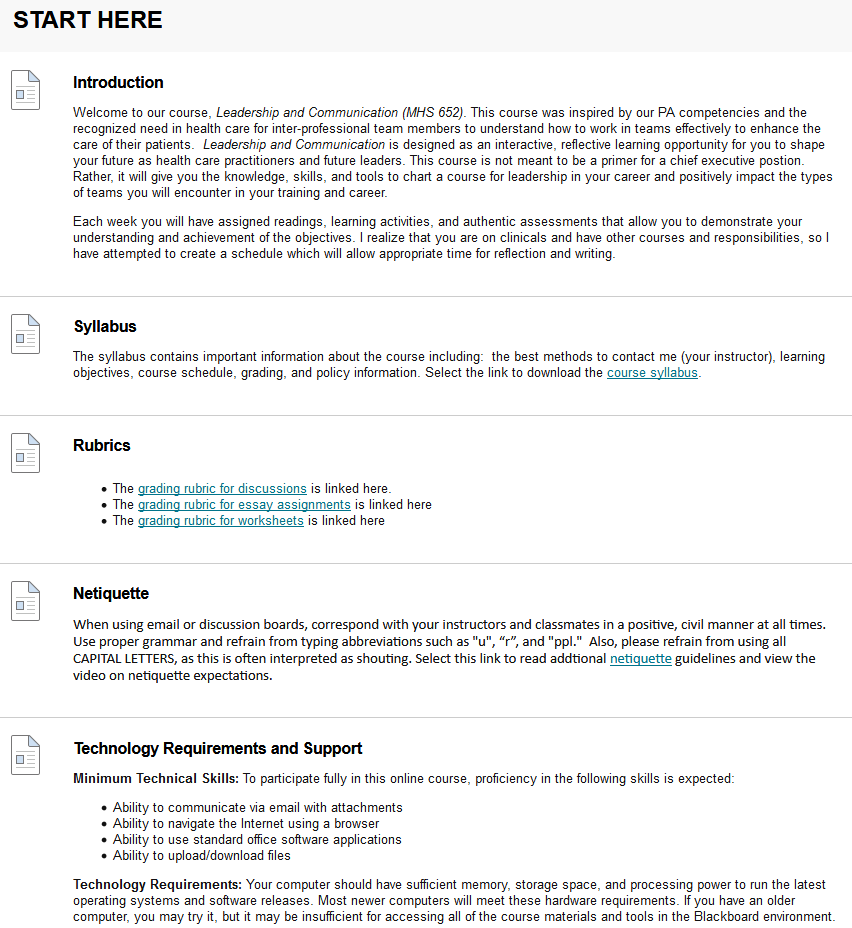 START HERE
Introduction
Welcome to our course, Leadership and Communication (MHS 652). This course was inspired by our PA competencies and the
recognized need in health care for inter-professional team members to understand how to work in teams effectively to enhance the
care of their patients.  Leadership and Communication is designed as an interactive, reflective learning opportunity for you to shape
your future as health care practitioners and future leaders. This course is not meant to be a primer for a chief executive postion.
Rather, it will give you the knowledge, skills, and tools to chart a course for leadership in your career and positively impact the types
of teams you will encounter in your training and career.
Each week you will have assigned readings, learning activities, and authentic assessments that allow you to demonstrate your
understanding and achievement of the objectives. I realize that you are on clinicals and have other courses and responsibilities, so I
have attempted to create a schedule which will allow appropriate time for reflection and writing.
Syllabus
The syllabus contains important information about the course including:  the best methods to contact me (your instructor), learning
objectives, course schedule, grading, and policy information. Select the link to download the course syllabus.
Rubrics
• The grading rubric for discussions is linked here.
• The grading rubric for essay assignments is linked here
• The grading rubric for worksheets is linked here
Netiquette
When using email or discussion boards, correspond with your instructors and classmates in a positive, civil manner at all times.
Use proper grammar and refrain from typing abbreviations such as "u", “r”, and "ppl."  Also, please refrain from using all
CAPITAL LETTERS, as this is often interpreted as shouting. Select this link to read addtional netiquette guidelines and view the
video on netiquette expectations.
Technology Requirements and Support
Minimum Technical Skills: To participate fully in this online course, proficiency in the following skills is expected:
• Ability to communicate via email with attachments
• Ability to navigate the Internet using a browser
• Ability to use standard office software applications
• Ability to upload/download files
Technology Requirements: Your computer should have sufficient memory, storage space, and processing power to run the latest
operating systems and software releases. Most newer computers will meet these hardware requirements. If you have an older
computer, you may try it, but it may be insufficient for accessing all of the course materials and tools in the Blackboard environment.